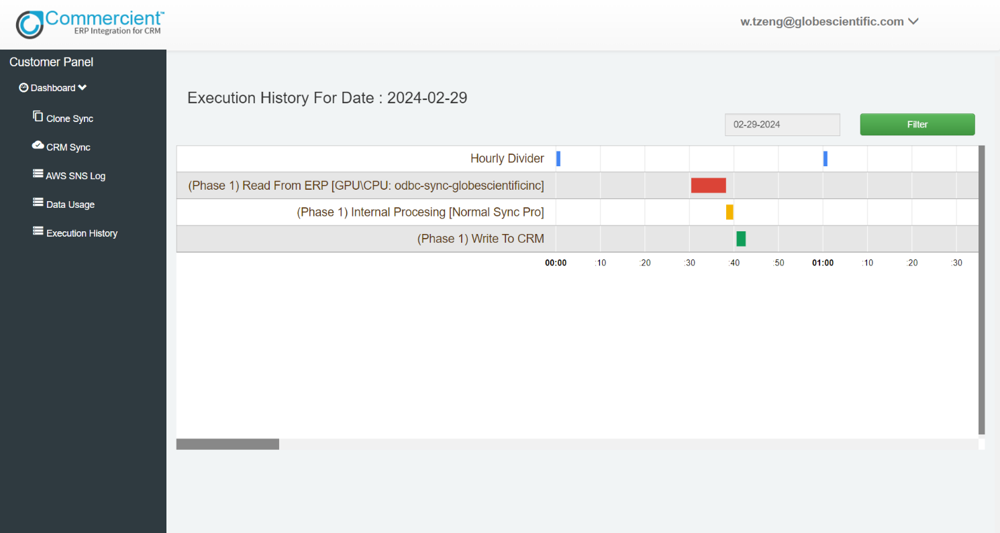 Commercient™
ERP Integration for CRM
w.tzeng@globescientific.com
Customer Panel
Dashboard
Clone Sync
CRM Sync
AWS SNS Log
Data Usage
Execution History
Execution History For Date : 2024-02-29
02-29-2024 Filter
Hourly Divider
(Phase 1) Read From ERP [GPU\CPU: odbc-sync-globescientificinc]
(Phase 1) Internal Procesing [Normal Sync Pro]
(Phase 1) Write To CRM
00:00 :10 :20 :30 :40 :50 01:00 :10 :20 :30